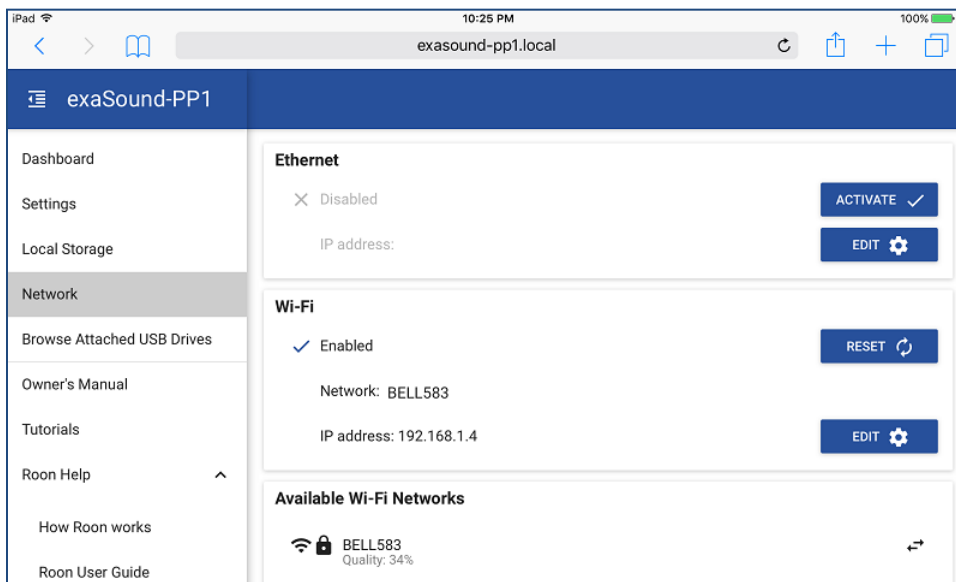 iPad 10:25 PM 100%
exasound-pp1.local
exaSound-PP1
Dashboard
Settings
Local Storage
Network
Browse Attached USB Drives
Owner's Manual
Tutorials
Roon Help
How Roon works
Roon User Guide
Ethernet
Disabled
ACTIVATE
IP address:
EDIT
Wi-Fi
Enabled
RESET
Network: BELL583
IP address: 192.168.1.4
EDIT
Available Wi-Fi Networks
BELL583
Quality: 34%